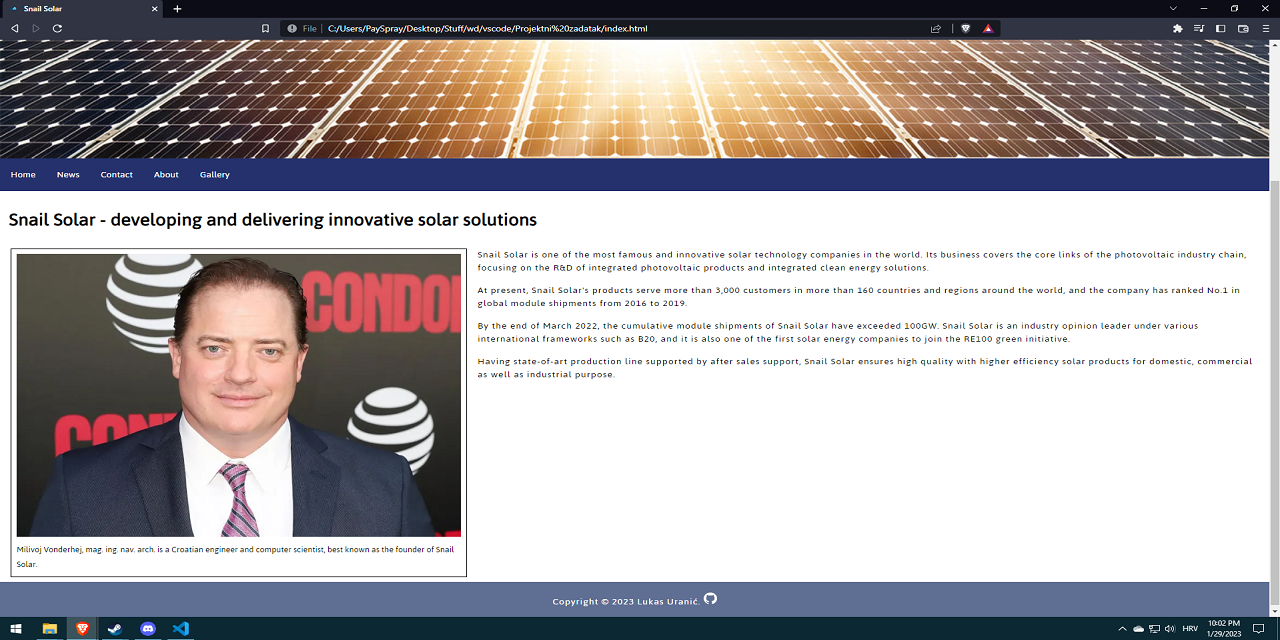 Snail Solar
File
C:/Users/PaySpray/Desktop/Stuff/wd/vscode/Projektni%20zadatak/index.html
Home News Contact About Gallery
Snail Solar - developing and delivering innovative solar solutions
CONDO
CONDO
Milivoj Vonderhej, mag. ing. nav. arch. is a Croatian engineer and computer scientist, best known as the founder of Snail
Solar.
Snail Solar is one of the most famous and innovative solar technology companies in the world. Its business covers the core links of the photovoltaic industry chain,
focusing on the R&D of integrated photovoltaic products and integrated clean energy solutions.
At present, Snail Solar's products serve more than 3,000 customers in more than 160 countries and regions around the world, and the company has ranked No.1 in
global module shipments from 2016 to 2019.
By the end of March 2022, the cumulative module shipments of Snail Solar have exceeded 100GW. Snail Solar is an industry opinion leader under various
international frameworks such as B20, and it is also one of the first solar energy companies to join the RE100 green initiative.
Having state-of-art production line supported by after sales support, Snail Solar ensures high quality with higher efficiency solar products for domestic, commercial
as well as industrial purpose.
Copyright © 2023 Lukas Uranić.
HRV
10:02 PM
1/29/2023